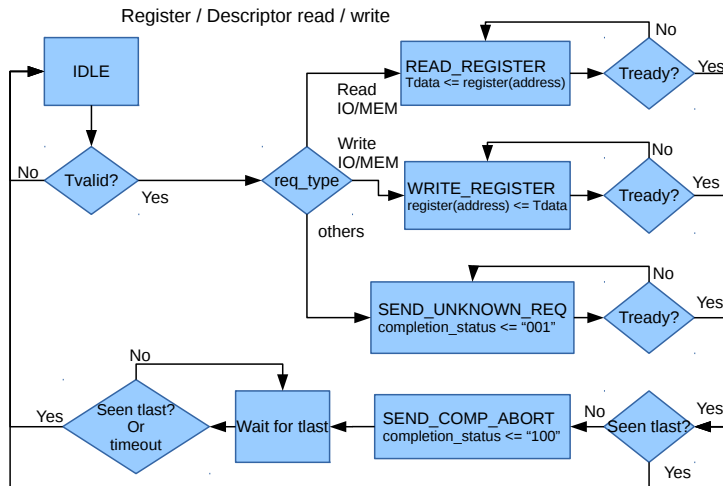 Register / Descriptor read / write
IDLE
No
Tvalid?
Yes
req_type
Read
IO/MEM
READ_REGISTER
Tdata <= register(address)
No
Tready?
Yes
Write
IO/MEM
WRITE_REGISTER
register(address) <= Tdata
No
Tready?
Yes
others
SEND_UNKNOWN_REQ
completion_status <= “001”
No
Tready?
Yes
Yes
Seen tlast?
Or
timeout
No
Wait for tlast
SEND_COMP_ABORT
completion_status <= “100”
No
Seen tlast?
Yes
Yes